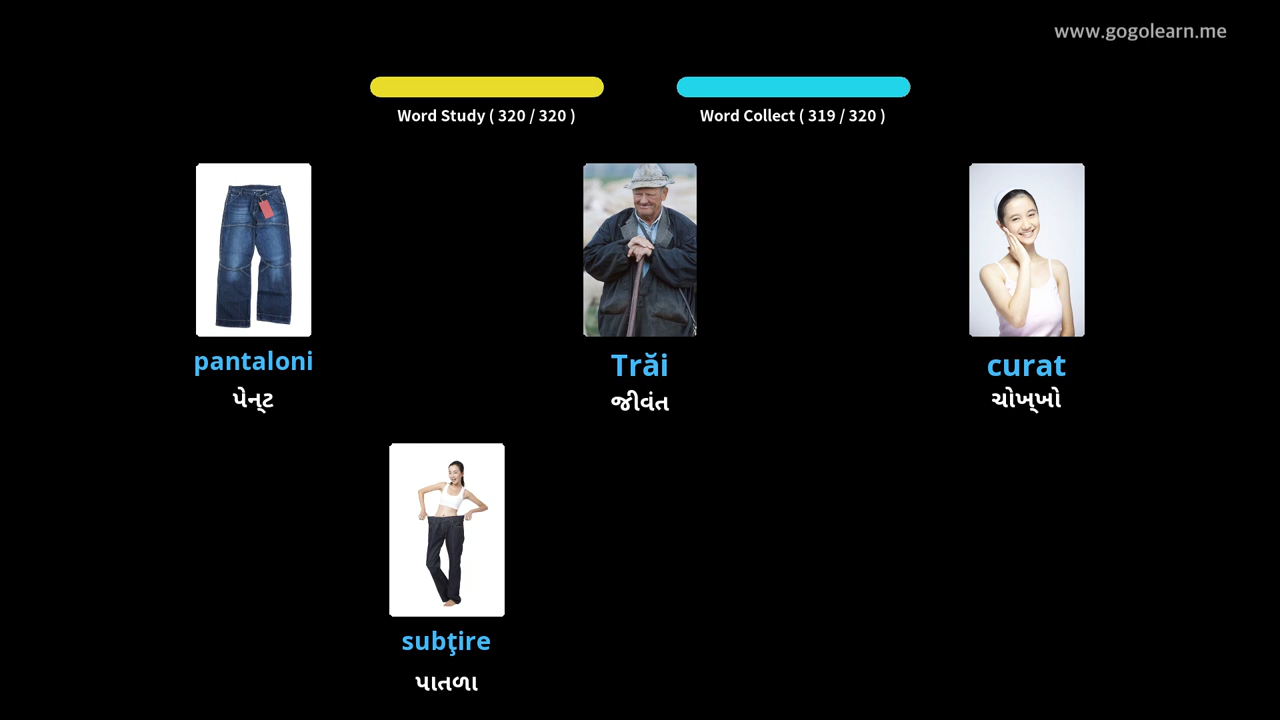 www.gogolearn.me
Word Study ( 320 / 320 )
Word Collect ( 319 / 320 )
pantaloni
પેન્ટ
Trăi
જીવંત
curat
ચોખ્ખો
subţire
પાતળા